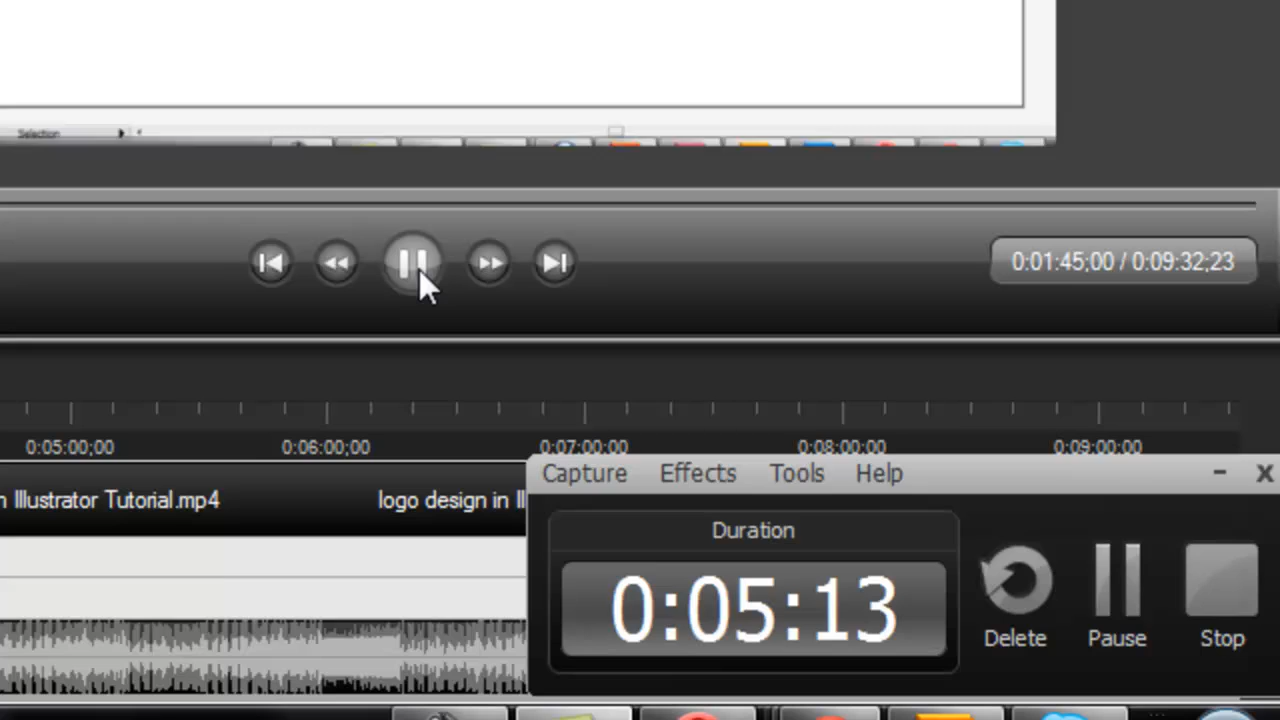 Selection
0:01:45;00 / 0:09:32;23
0:05:00;00 0:06:00;00 0:07:00;00 0:08:00;00 0:09:00;00
Capture Effects Tools Help
n Illustrator Tutorial.mp4 logo design in Il
Duration
0:05:13
Delete Pause Stop